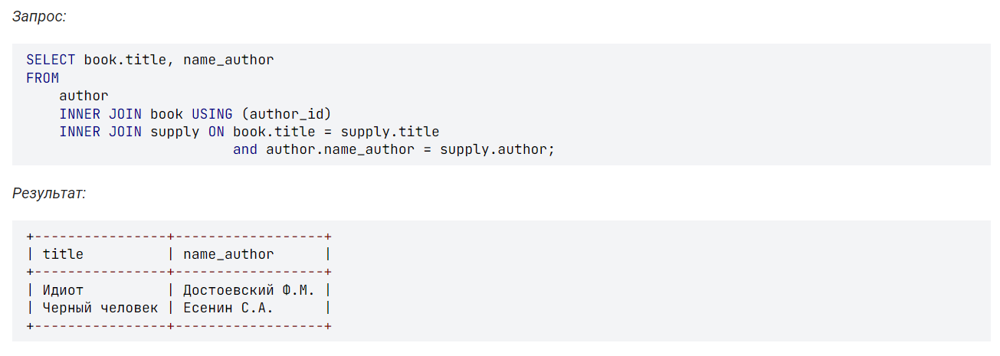 Запрос:
SELECT book.title, name_author
FROM
    author
    INNER JOIN book USING (author_id)
    INNER JOIN supply ON book.title = supply.title
                         and author.name_author = supply.author;
Результат:
+----------------+------------------+
| title          | name_author      |
+----------------+------------------+
| Идиот          | Достоевский Ф.М. |
| Черный человек | Есенин С.А.      |
+----------------+------------------+